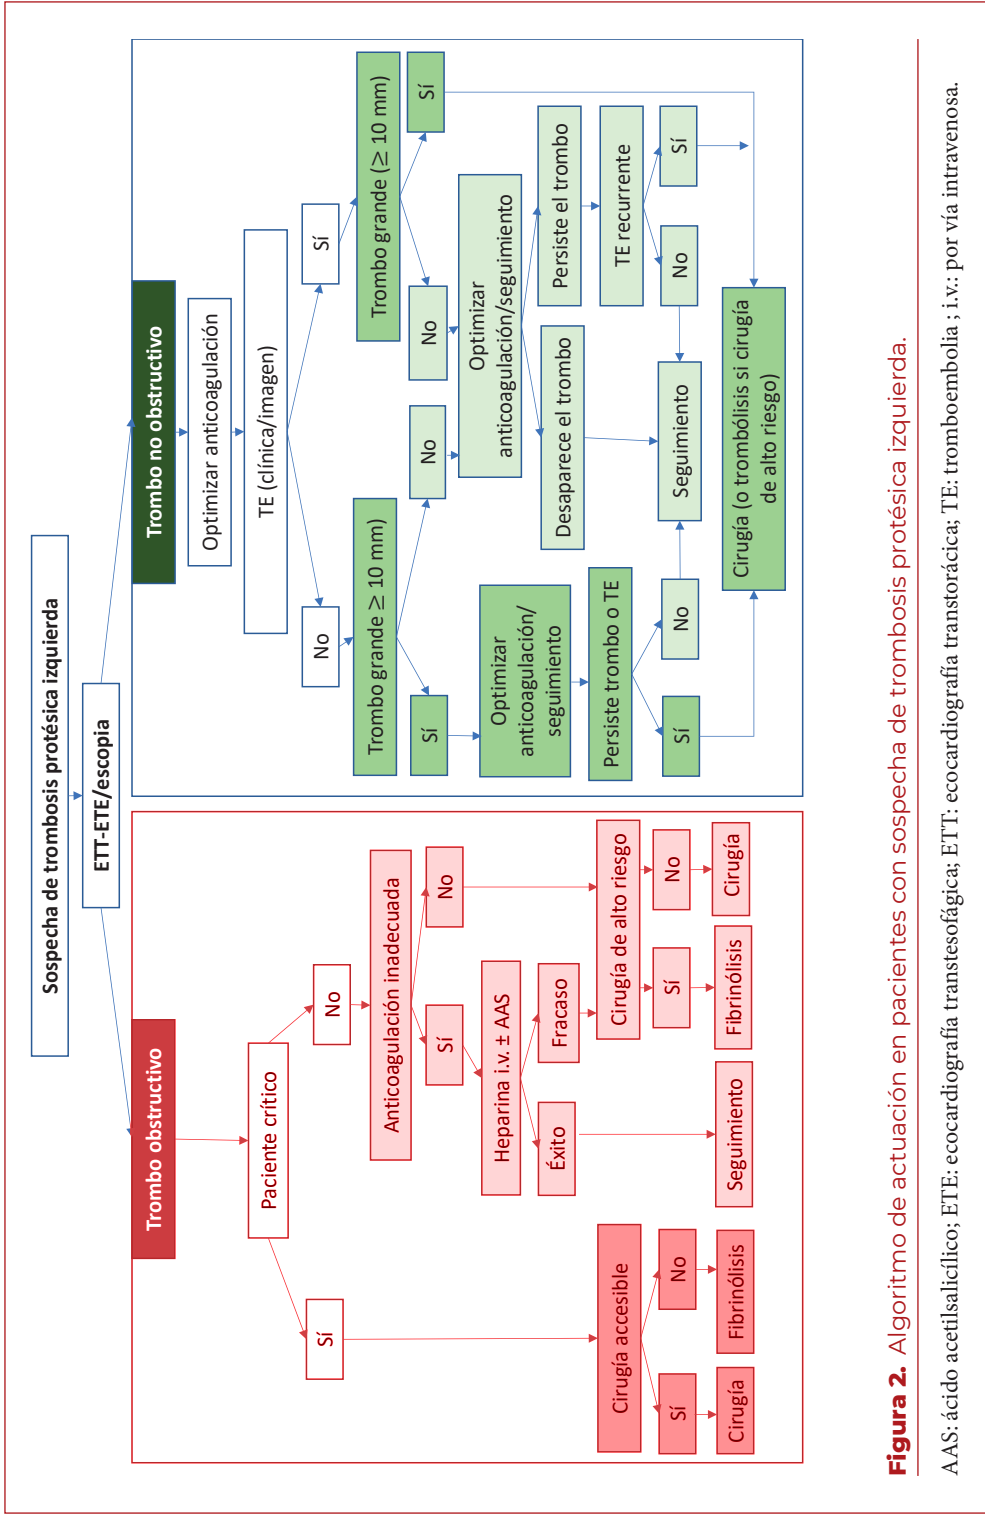 Sospecha de trombosis protésica izquierda
ETT-ETE/escopia
Trombo obstructivo
Paciente crítico
Sí
No
Anticoagulación inadecuada
Sí
No
Heparina i.v. ± AAS
Éxito
Fracaso
Cirugía accesible
Cirugía de alto riesgo
Sí
No
Sí
No
Cirugía
Fibrinólisis
Seguimiento
Fibrinólisis
Cirugía
Trombo no obstructivo
Optimizar anticoagulación
TE (clínica/imagen)
No
Sí
Trombo grande ≥ 10 mm)
Trombo grande (≥ 10 mm)
Sí
No
No
Sí
Optimizar
anticoagulación/
seguimiento
Optimizar
anticoagulación/seguimiento
Desaparece el trombo
Persiste el trombo
Persiste trombo o TE
TE recurrente
Sí
No
Seguimiento
No
Sí
Cirugía (o trombólisis si cirugía
de alto riesgo)
Figura 2. Algoritmo de actuación en pacientes con sospecha de trombosis protésica izquierda.
AAS: ácido acetilsalicílico; ETE: ecocardiografía transtesofágica; ETT: ecocardiografía transtorácica; TE: tromboembolia ; i.v.: por vía intravenosa.